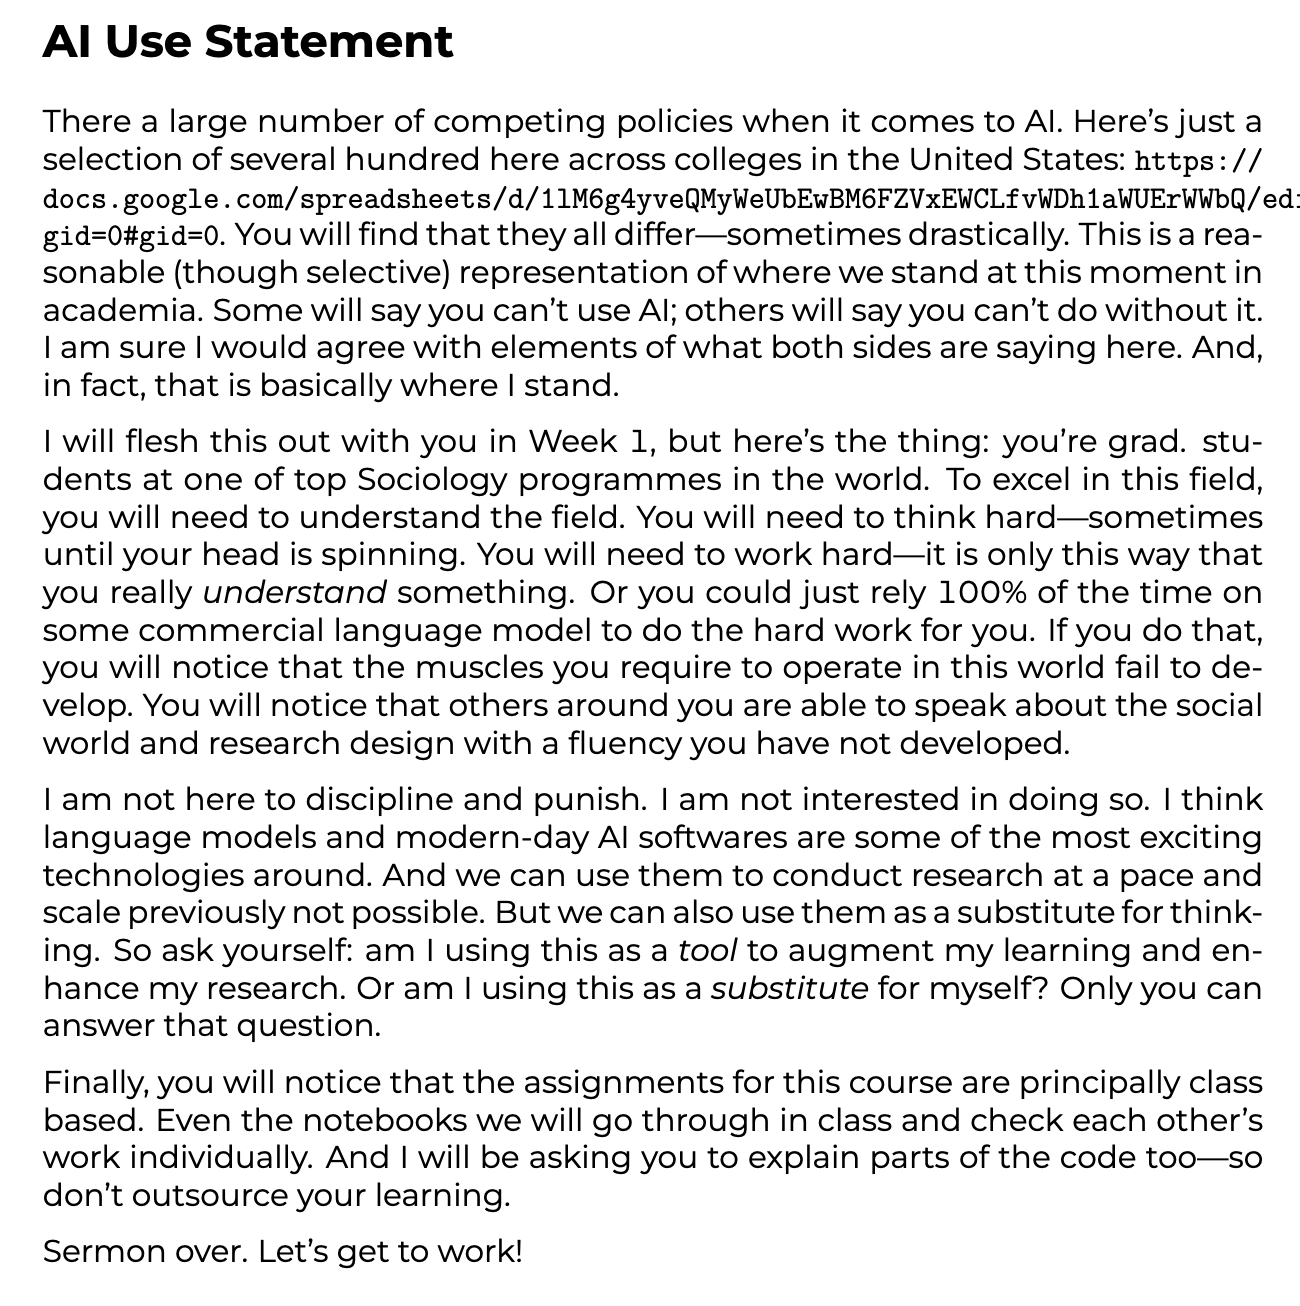 AI Use Statement
There a large number of competing policies when it comes to AI. Here’s just a
selection of several hundred here across colleges in the United States: https://
docs.google.com/spreadsheets/d/1lM6g4yveQMyWeUbEwBM6FZVxEWCLfvWDh1aWUErWWbQ/edi
gid=0#gid=0. You will find that they all differ—sometimes drastically. This is a rea-
sonable (though selective) representation of where we stand at this moment in
academia. Some will say you can’t use AI; others will say you can’t do without it.
I am sure I would agree with elements of what both sides are saying here. And,
in fact, that is basically where I stand.
I will flesh this out with you in Week 1, but here’s the thing: you’re grad. stu-
dents at one of top Sociology programmes in the world. To excel in this field,
you will need to understand the field. You will need to think hard—sometimes
until your head is spinning. You will need to work hard—it is only this way that
you really understand something. Or you could just rely 100% of the time on
some commercial language model to do the hard work for you. If you do that,
you will notice that the muscles you require to operate in this world fail to de-
velop. You will notice that others around you are able to speak about the social
world and research design with a fluency you have not developed.
I am not here to discipline and punish. I am not interested in doing so. I think
language models and modern-day AI softwares are some of the most exciting
technologies around. And we can use them to conduct research at a pace and
scale previously not possible. But we can also use them as a substitute for think-
ing. So ask yourself: am I using this as a tool to augment my learning and en-
hance my research. Or am I using this as a substitute for myself? Only you can
answer that question.
Finally, you will notice that the assignments for this course are principally class
based. Even the notebooks we will go through in class and check each other’s
work individually. And I will be asking you to explain parts of the code too—so
don’t outsource your learning.
Sermon over. Let’s get to work!